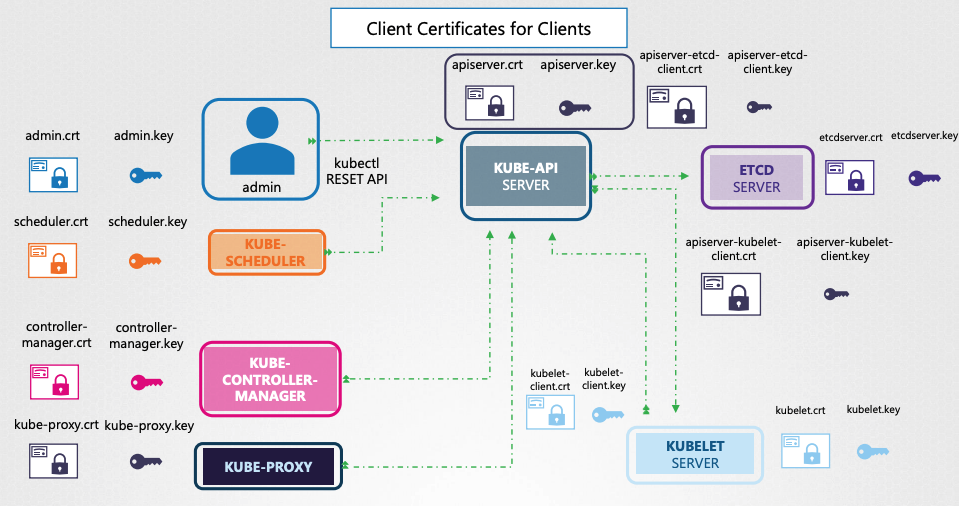 Client Certificates for Clients
apiserver.crt
apiserver.key
apiserver-etcd-
client.crt
apiserver-etcd-
client.key
admin.crt
admin.key
admin
kubectl
RESET API
KUBE-API
SERVER
ETCD
SERVER
etcdserver.crt
etcdserver.key
scheduler.crt
scheduler.key
KUBE-
SCHEDULER
apiserver-kubelet-
client.crt
apiserver-kubelet-
client.key
controller-
manager.crt
controller-
manager.key
KUBE-
CONTROLLER-
MANAGER
kubelet-
client.crt
kubelet-
client.key
kube-proxy.crt
kube-proxy.key
KUBE-PROXY
KUBELET
SERVER
kubelet.crt
kubelet.key